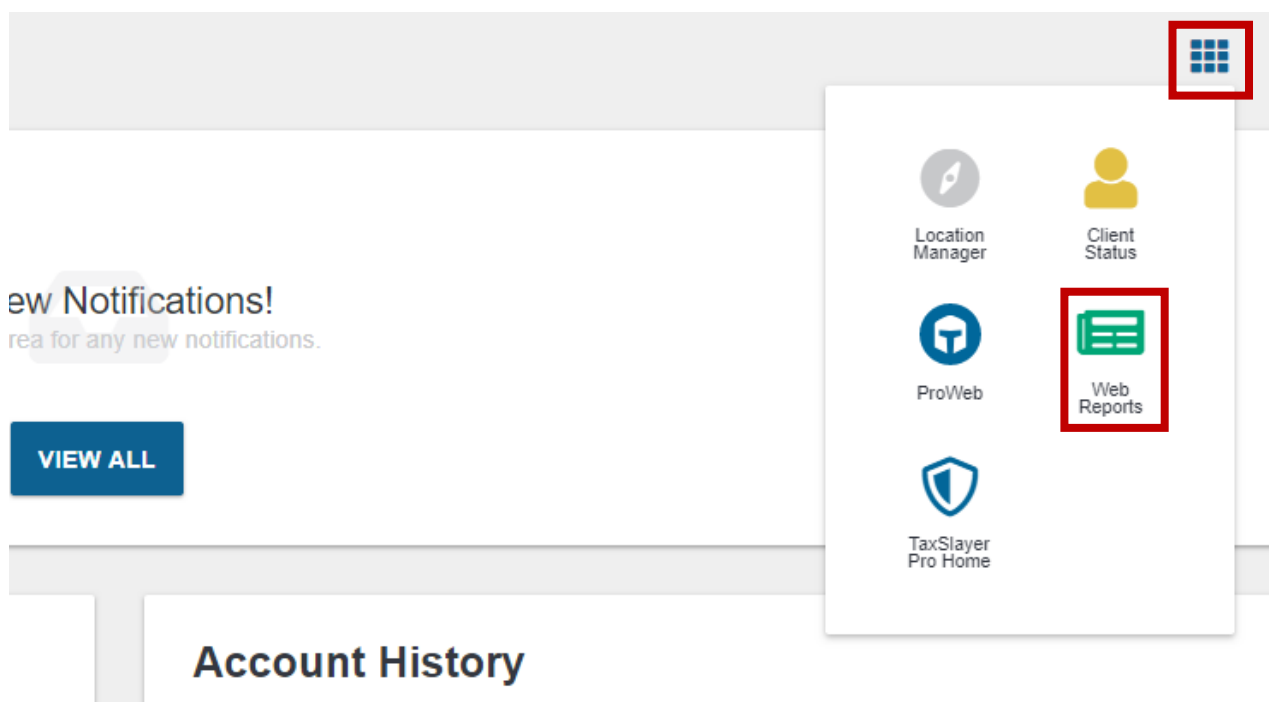 Location
Manager
Client
Status
ew Notifications!
rea for any new notifications.
ProWeb
Web
Reports
VIEW ALL
TaxSlayer
Pro Home
Account History